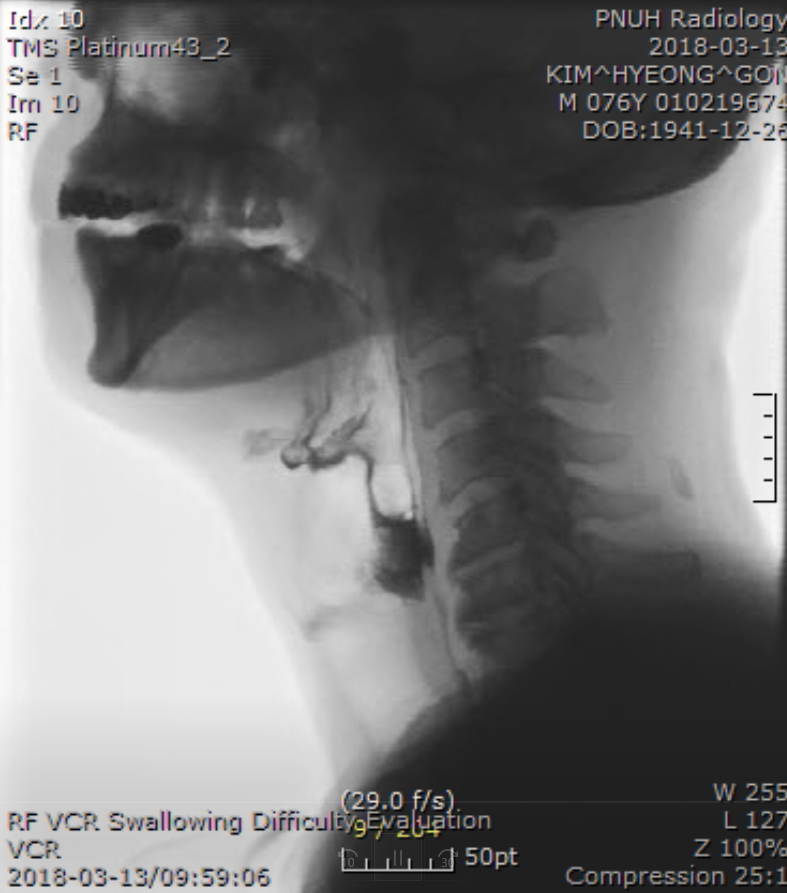 Idx 10
TMS Platinum43_2
Se 1
Im 10
RF
PNUH Radiology
2018-03-13
KIM^HYEONG^GON
M 076Y 010219674
DOB:1941-12-26
(29.0 f/s)
9 / 204
50pt
RF VCR Swallowing Difficulty Evaluation
VCR
2018-03-13/09:59:06
W 255
L 127
Z 100%
Compression 25:1